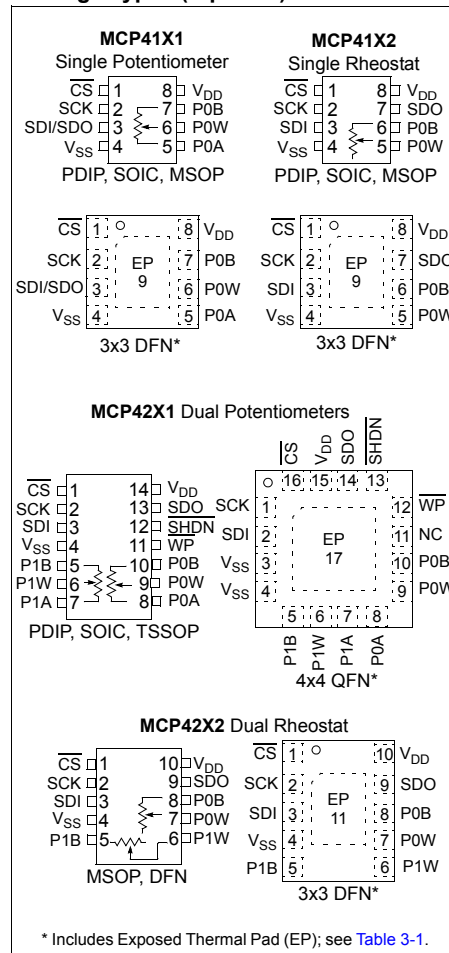 MCP41X1
Single Potentiometer
CS 1 8 VDD
SCK 2 7 P0B
SDI/SDO 3 6 P0W
VSS 4 5 P0A
PDIP, SOIC, MSOP
MCP41X2
Single Rheostat
CS 1 8 VDD
SCK 2 7 SDO
SDI 3 6 P0B
VSS 4 5 P0W
PDIP, SOIC, MSOP
CS 1 8 VDD
SCK 2 EP 7 P0B
9
SDI/SDO 3 6 P0W
VSS 4 5 P0A
3x3 DFN*
CS 1 8 VDD
SCK 2 EP 7 SDO
9
SDI 3 6 P0B
VSS 4 5 P0W
3x3 DFN*
MCP42X1 Dual Potentiometers
CS 1 14 VDD
SCK 2 13 SDO
SDI 3 12 SHDN
VSS 4 11 WP
P1B 5 10 P0B
P1W 6 9 P0W
P1A 7 8 P0A
PDIP, SOIC, TSSOP
CS VDD SDO SHDN
16 15 14 13
SCK 1 12 WP
SDI 2 EP 11 NC
VSS 3 17 10 P0B
VSS 4 9 P0W
5 6 7 8
P1B P1W P1A P0A
4x4 QFN*
MCP42X2 Dual Rheostat
CS 1 10 VDD
SCK 2 9 SDO
SDI 3 8 P0B
VSS 4 7 P0W
P1B 5 6 P1W
MSOP, DFN
CS 1 10 VDD
SCK 2 EP 9 SDO
SDI 3 11 8 P0B
VSS 4 7 P0W
P1B 5 6 P1W
3x3 DFN*
* Includes Exposed Thermal Pad (EP); see Table 3-1.